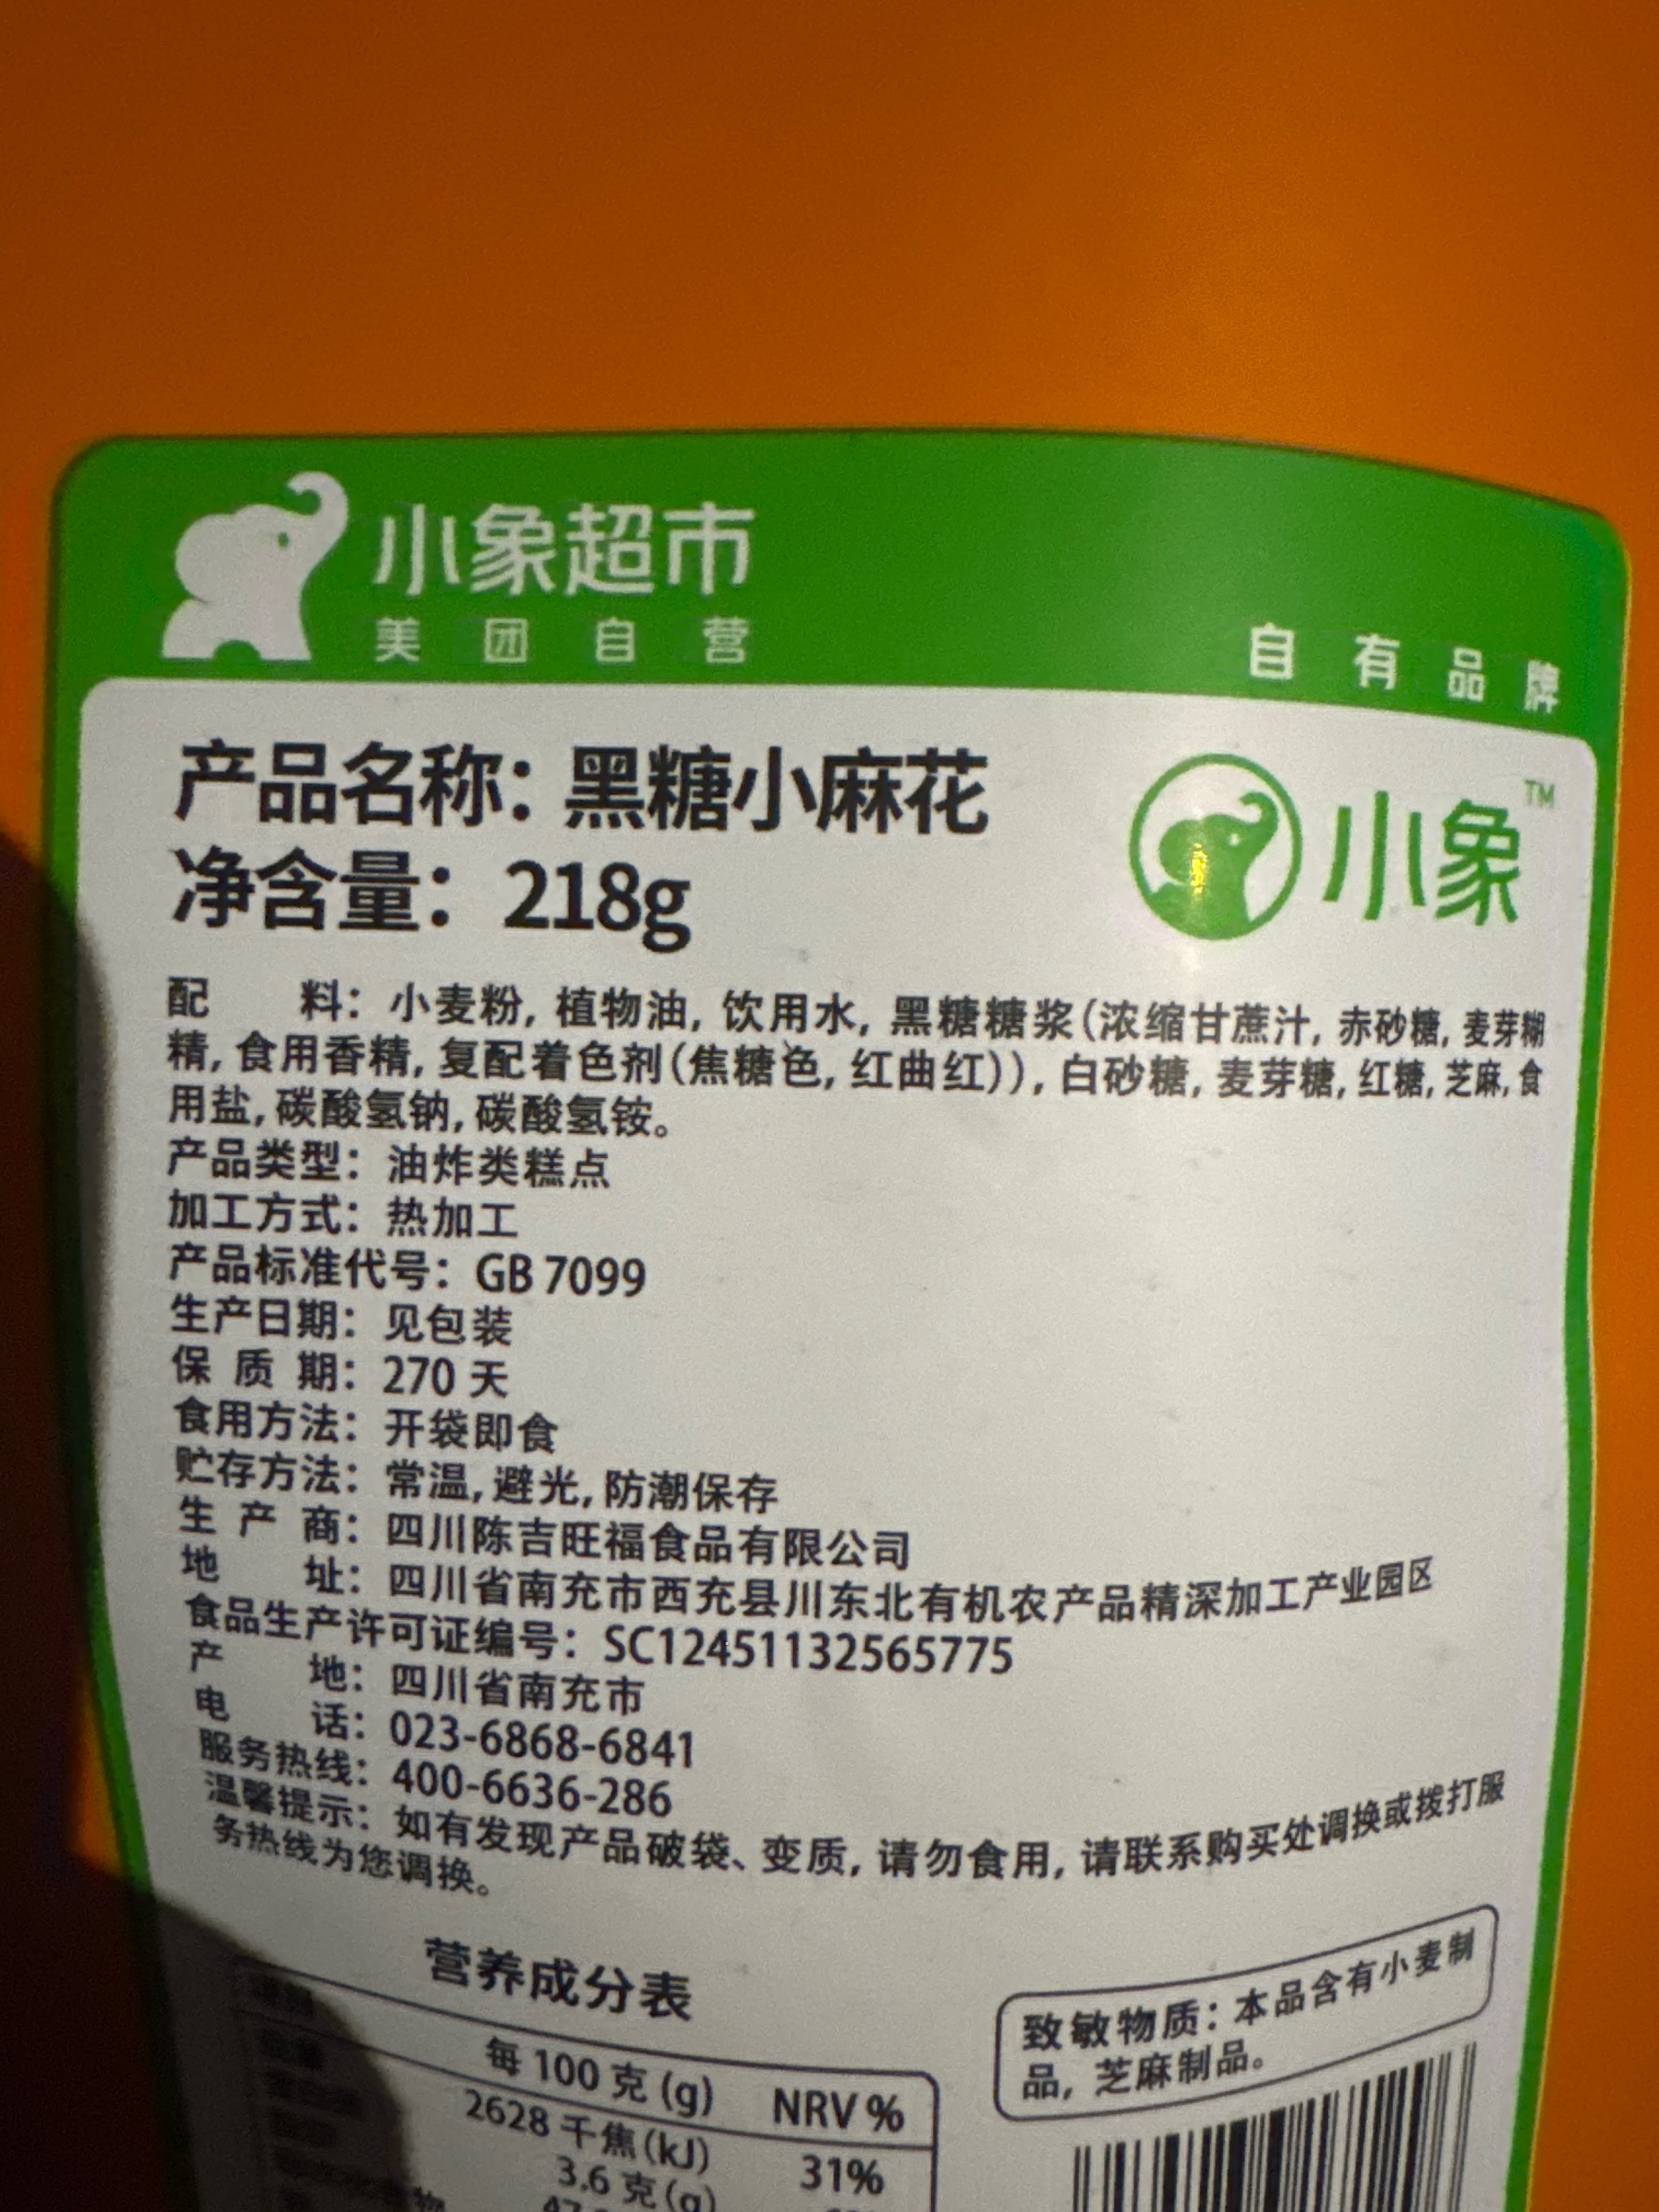 小象超市
美团自营
自有品牌
产品名称：黑糖小麻花
净含量：218g
小象™
配料：小麦粉，植物油，饮用水，黑糖糖浆（浓缩甘蔗汁，赤砂糖，麦芽糊
精，食用香精，复配着色剂（焦糖色，红曲红）），白砂糖，麦芽糖，红糖，芝麻，食
用盐，碳酸氢钠，碳酸氢铵。
产品类型：油炸类糕点
加工方式：热加工
产品标准代号：GB 7099
生产日期：见包装
保质期：270 天
食用方法：开袋即食
贮存方法：常温，避光，防潮保存
生产商：四川陈吉旺福食品有限公司
地址：四川省南充市西充县川东北有机农产品精深加工产业园区
食品生产许可证编号：SC12451132565775
产地：四川省南充市
电话：023-6868-6841
服务热线：400-6636-286
温馨提示：如有发现产品破袋、变质，请勿食用，请联系购买处调换或拨打服
务热线为您调换。
营养成分表
每 100 克 (g) NRV %
2628 千焦 (kJ) 31%
3.6 克 (g)
致敏物质：本品含有小麦制
品，芝麻制品。